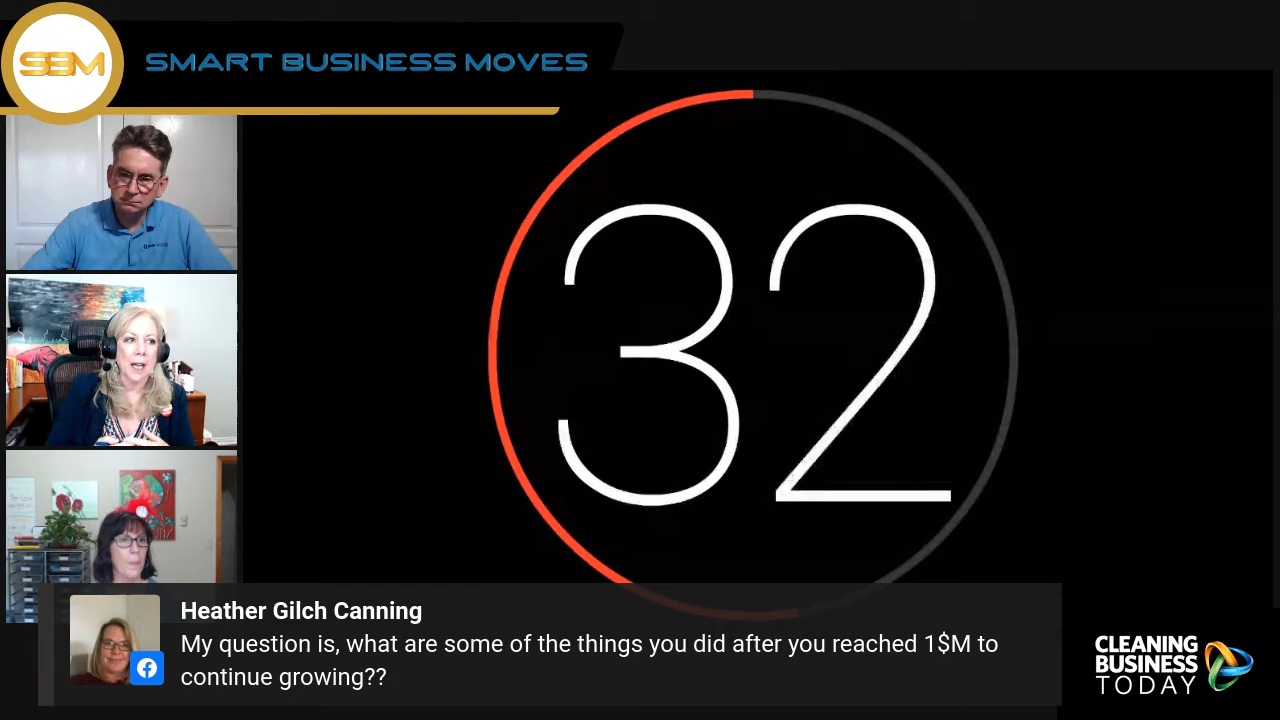 SBM
SMART BUSINESS MOVES
32
Heather Gilch Canning
My question is, what are some of the things you did after you reached 1$M to
continue growing??
CLEANING
BUSINESS
TODAY